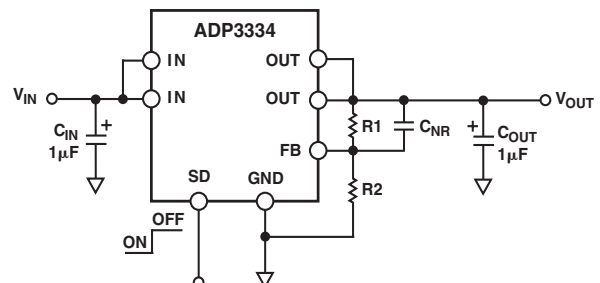 ADP3334
IN
OUT
V_IN
IN
OUT
V_OUT
C_IN
1µF
+
R1
C_NR
+
C_OUT
1µF
FB
SD
GND
R2
OFF
ON